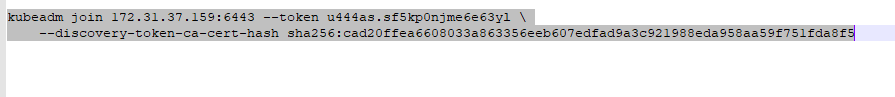 kubeadm join 172.31.37.159:6443 --token u444as.sf5kp0njme6e63yl \
--discovery-token-ca-cert-hash sha256:cad20ffea6608033a863356eeb607edfad9a3c921988eda958aa59f751fda8f5